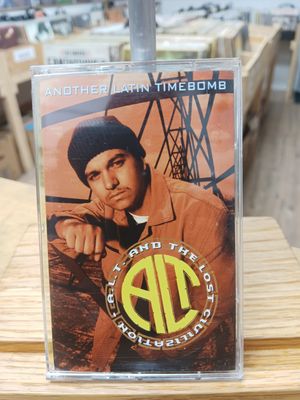 ANOTHER LATIN TIMEBOMB
A.L.T. AND THE LOST CIVILIZATION
ALT